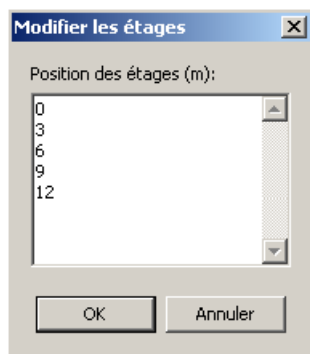 Modifier les étages
Position des étages (m):
0
3
6
9
12
OK
Annuler